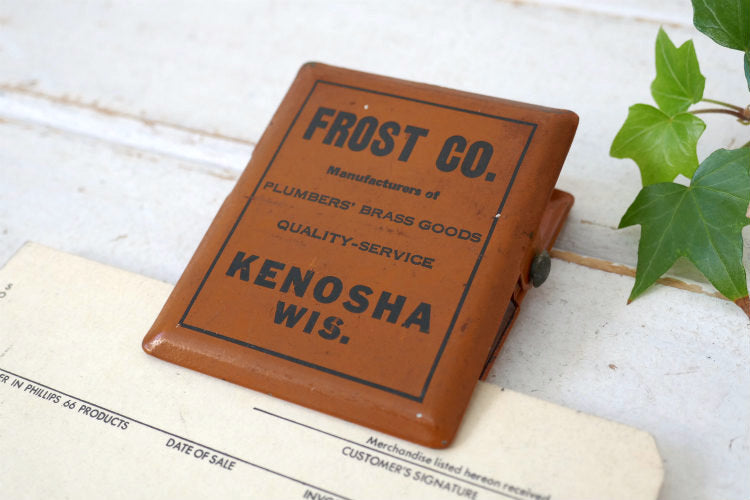 FROST CO.
Manufacturers of
PLUMBERS' BRASS GOODS
QUALITY-SERVICE
KENOSHA
WIS.
IN PHILLIPS 66 PRODUCTS
DATE OF SALE
Merchandise listed hereon received
CUSTOMER'S SIGNATURE